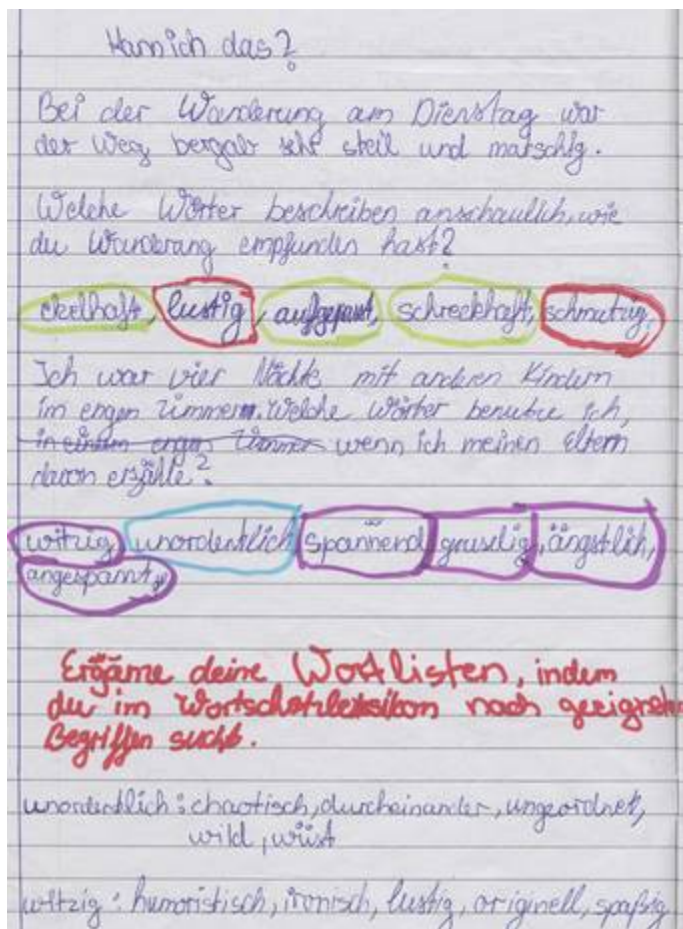 Kann ich das?
Bei der Wanderung am Dienstag war
der Weg bergab sehr steil und matschig.
Welche Wörter beschreiben anschaulich, wie
du Wanderung empfunden hast?
ekelhaft, lustig, aufgepasst, schreckhaft, schmutzig,
Ich war vier Nächte mit anderen Kindern
im engen Zimmern. Welche Wörter benutze ich,
in einem engen Zimmer wenn ich meinen Eltern
davon erzähle?
witzig, unordentlich, spannend, gruselig, ängstlich,
angespannt,
Ergänze deine Wortlisten, indem
du im Wortschatzlexikon nach geeigneten
Begriffen suchst.
unordentlich: chaotisch, durcheinander, ungeordnet,
wild, wüst
witzig: humoristisch, ironisch, lustig, originell, spaßig